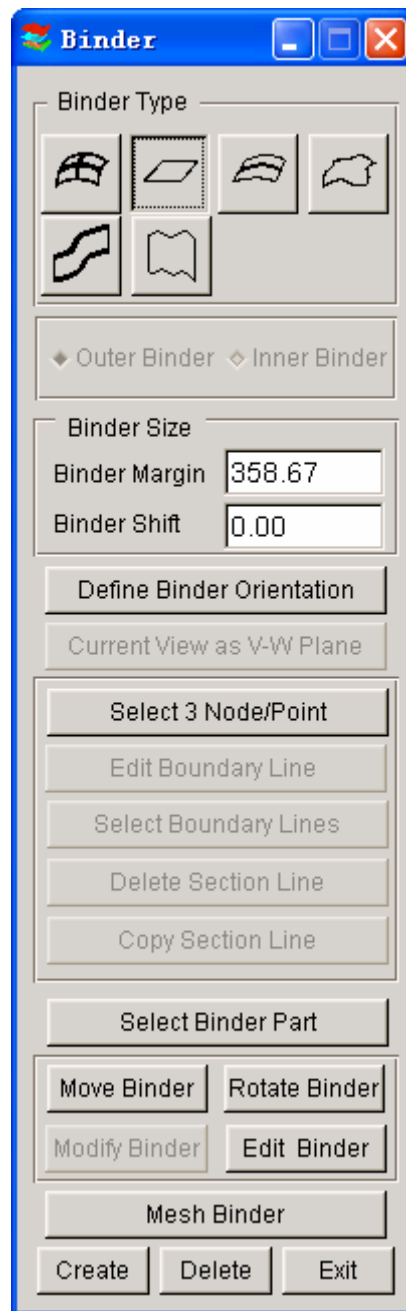 Binder
Binder Type
Outer Binder Inner Binder
Binder Size
Binder Margin 358.67
Binder Shift 0.00
Define Binder Orientation
Current View as V-W Plane
Select 3 Node/Point
Edit Boundary Line
Select Boundary Lines
Delete Section Line
Copy Section Line
Select Binder Part
Move Binder Rotate Binder
Modify Binder Edit Binder
Mesh Binder
Create Delete Exit